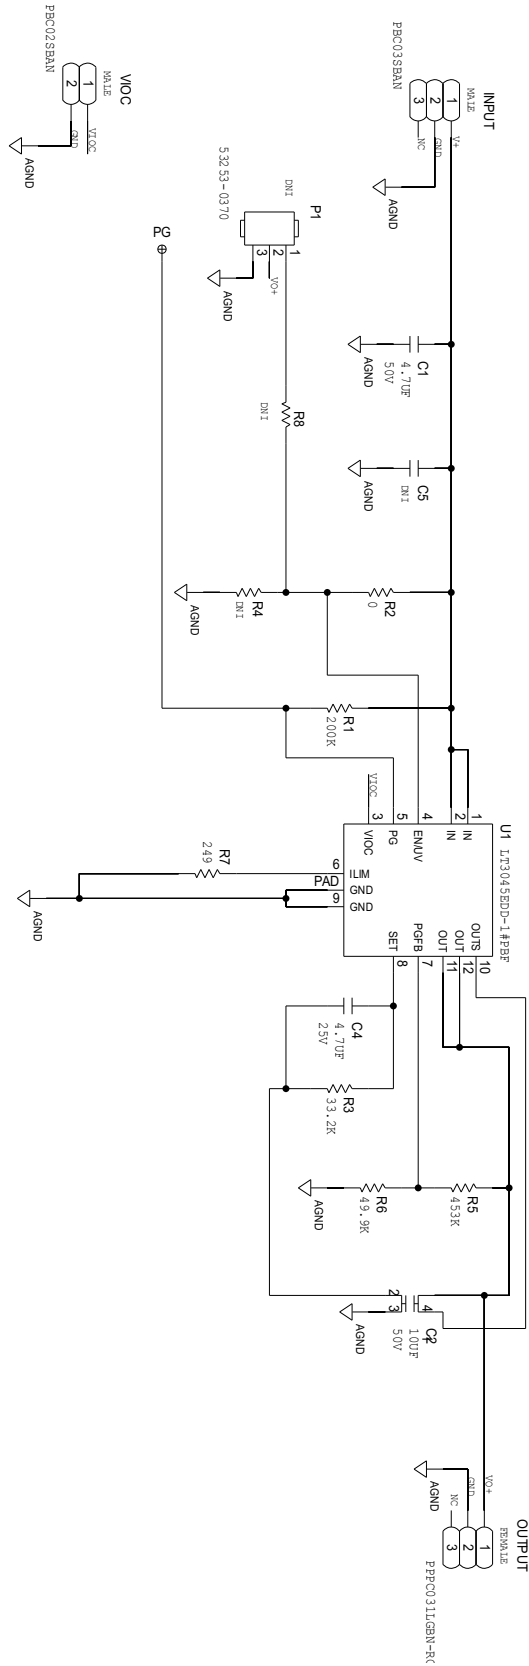 INPUT
MALE
PBC03SBAN
1
2
3
V+
GND
NC
AGND
VIOC
MALE
PBC02SBAN
1
2
VIOC
GND
AGND
P1
DNI
53253-0370
1
2
3
VO+
AGND
PG
C1
4.7UF
50V
AGND
C5
DNI
AGND
R8
DNI
R2
0
R4
DNI
AGND
R1
200K
U1 LT3045EDD-1#PBF
1
2
4
5
3
VIOC
IN
IN
EN/UV
PG
VIOC
6
PAD
9
ILIM
GND
GND
OUTS
OUT
OUT
PGFB
SET
10
12
11
7
8
R7
249
AGND
C4
4.7UF
25V
R3
33.2K
R5
453K
R6
49.9K
AGND
C2
10UF
50V
1
2
3
4
AGND
OUTPUT
FEMALE
1
2
3
VO+
GND
NC
AGND
PPPC031LGBN-RC